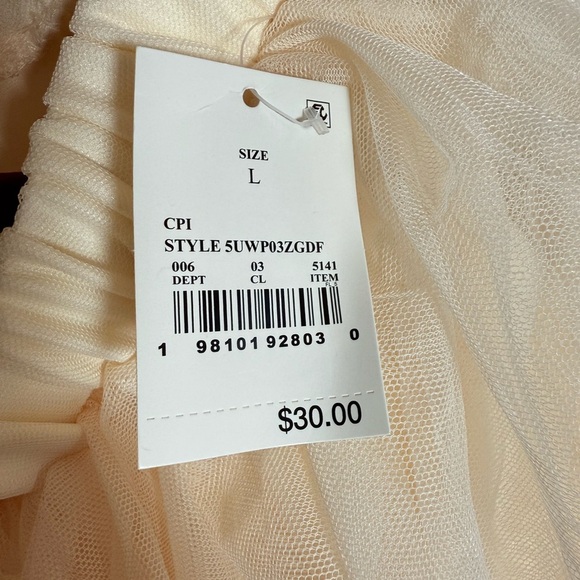 SIZE
L
CPI
STYLE 5UWP03ZGDF
006 03 5141
DEPT CL ITEM
1 98101 92803 0
$30.00